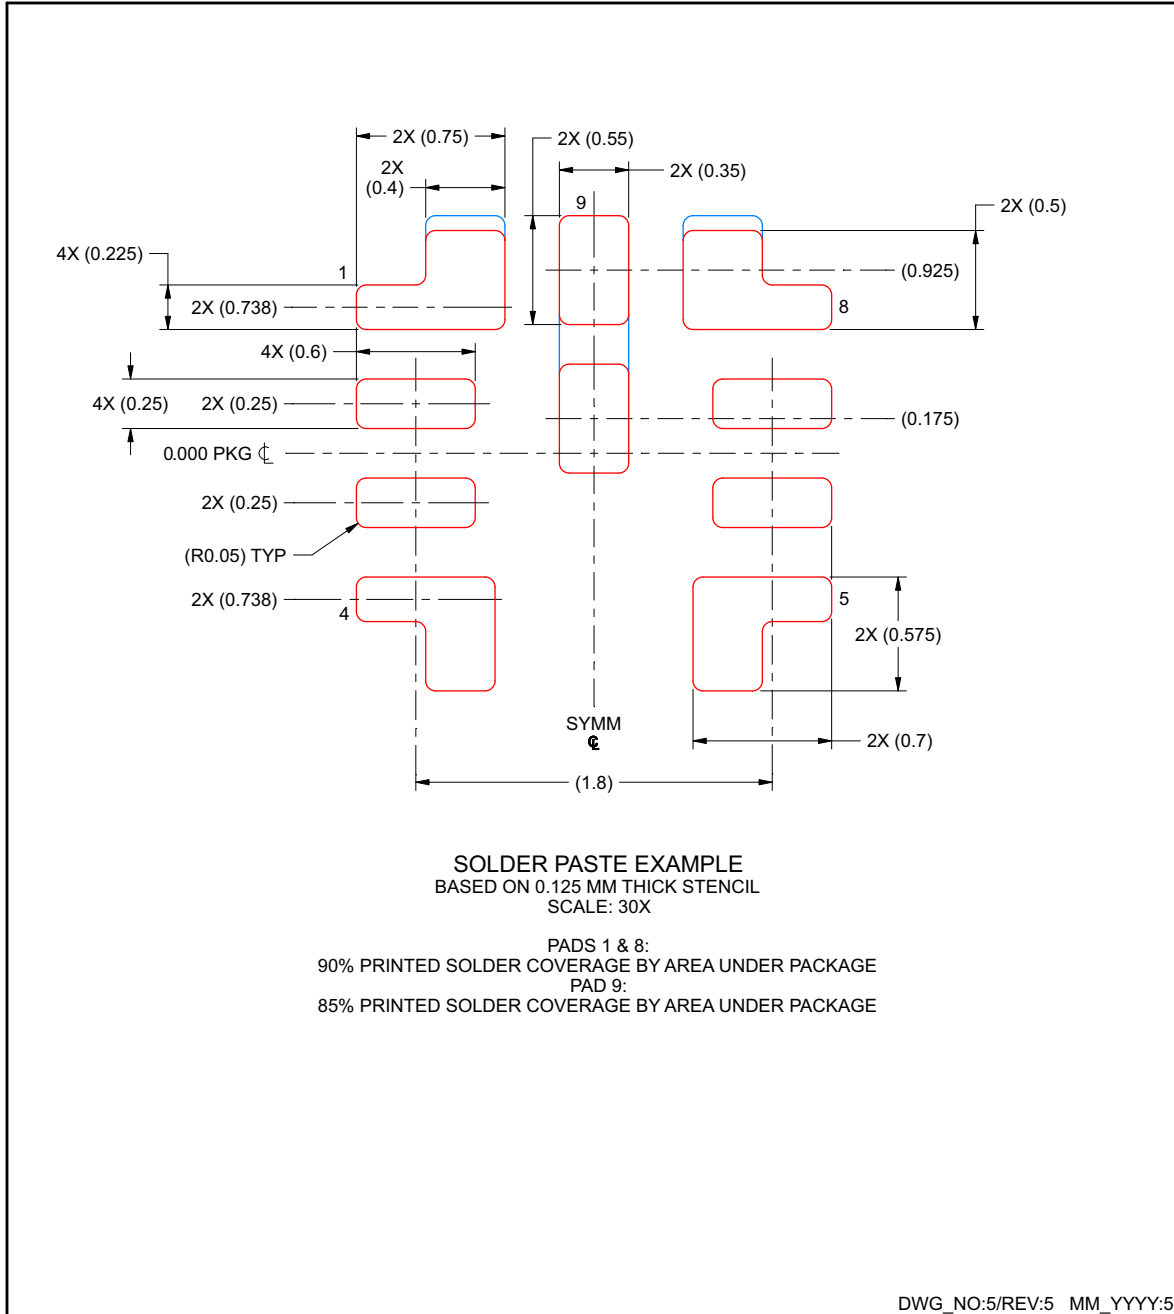 2X (0.75)
2X (0.55)
2X
(0.4)
2X (0.35)
9
2X (0.5)
4X (0.225)
1
(0.925)
2X (0.738)
8
4X (0.6)
4X (0.25)
2X (0.25)
(0.175)
0.000 PKG ℄
2X (0.25)
(R0.05) TYP
2X (0.738)
4
5
2X (0.575)
SYMM
℄
2X (0.7)
(1.8)
SOLDER PASTE EXAMPLE
BASED ON 0.125 MM THICK STENCIL
SCALE: 30X
PADS 1 & 8:
90% PRINTED SOLDER COVERAGE BY AREA UNDER PACKAGE
PAD 9:
85% PRINTED SOLDER COVERAGE BY AREA UNDER PACKAGE
DWG_NO:5/REV:5 MM_YYYY:5